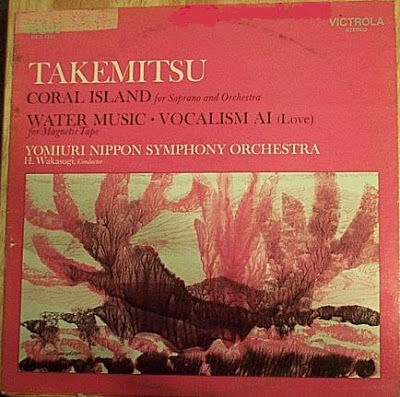 VICTROLA
STEREO
TAKEMITSU
CORAL ISLAND for Soprano and Orchestra
WATER MUSIC • VOCALISM AI (Love)
for Magnetic Tape
YOMIURI NIPPON SYMPHONY ORCHESTRA
H. Wakasugi, Conductor